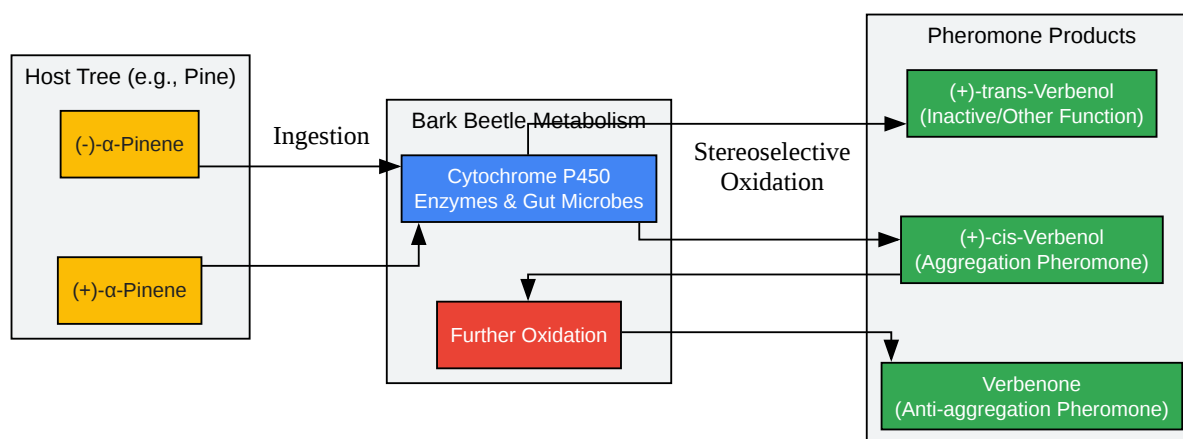 Host Tree (e.g., Pine)
(-)-α-Pinene
(+)-α-Pinene
Ingestion
Bark Beetle Metabolism
Cytochrome P450
Enzymes & Gut Microbes
Further Oxidation
Stereoselective
Oxidation
Pheromone Products
(+)-trans-Verbenol
(Inactive/Other Function)
(+)-cis-Verbenol
(Aggregation Pheromone)
Verbenone
(Anti-aggregation Pheromone)